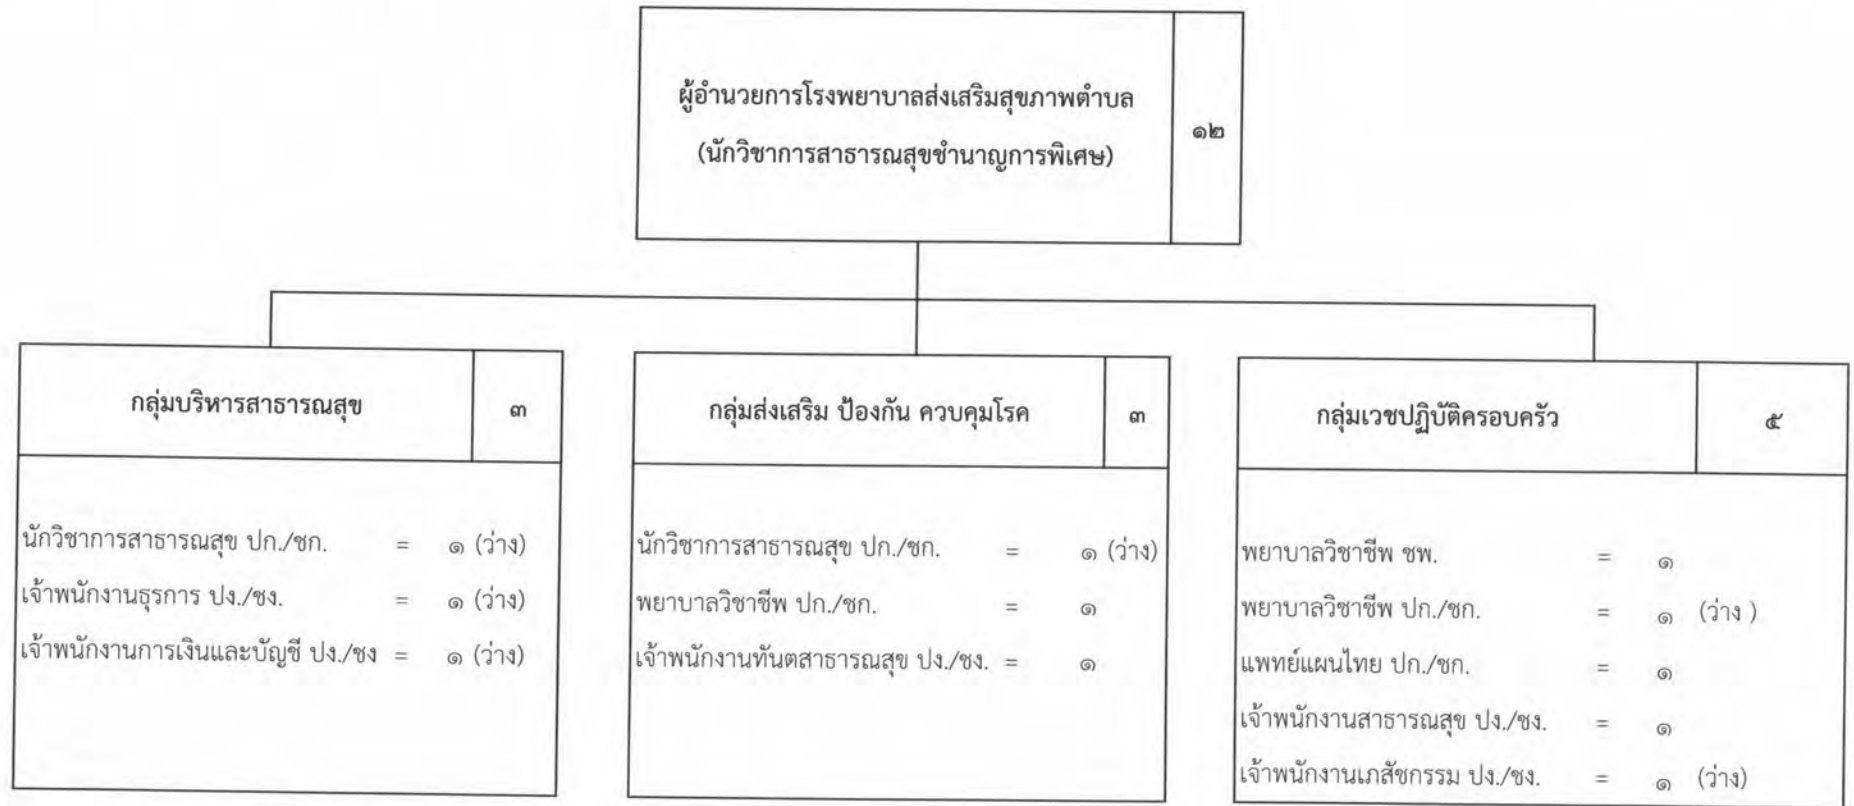 ผู้อำนวยการโรงพยาบาลส่งเสริมสุขภาพตำบล
(นักวิชาการสาธารณสุขชำนาญการพิเศษ)
๑๒
กลุ่มบริหารสาธารณสุข ๓
นักวิชาการสาธารณสุข ปก./ชก. = ๑ (ว่าง)
เจ้าพนักงานธุรการ ปง./ชง. = ๑ (ว่าง)
เจ้าพนักงานการเงินและบัญชี ปง./ชง = ๑ (ว่าง)
กลุ่มส่งเสริม ป้องกัน ควบคุมโรค ๓
นักวิชาการสาธารณสุข ปก./ชก. = ๑ (ว่าง)
พยาบาลวิชาชีพ ปก./ชก. = ๑
เจ้าพนักงานทันตสาธารณสุข ปง./ชง. = ๑
กลุ่มเวชปฏิบัติครอบครัว ๕
พยาบาลวิชาชีพ ชพ. = ๑
พยาบาลวิชาชีพ ปก./ชก. = ๑ (ว่าง )
แพทย์แผนไทย ปก./ชก. = ๑
เจ้าพนักงานสาธารณสุข ปง./ชง. = ๑
เจ้าพนักงานเภสัชกรรม ปง./ชง. = ๑ (ว่าง)